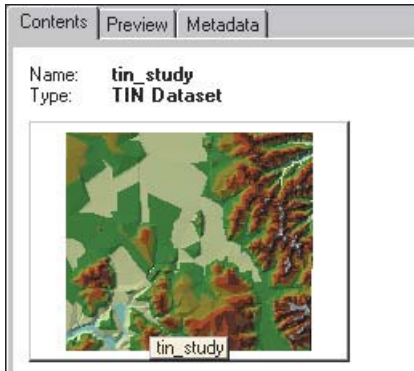 Contents Preview Metadata
Name: tin_study
Type: TIN Dataset
tin_study